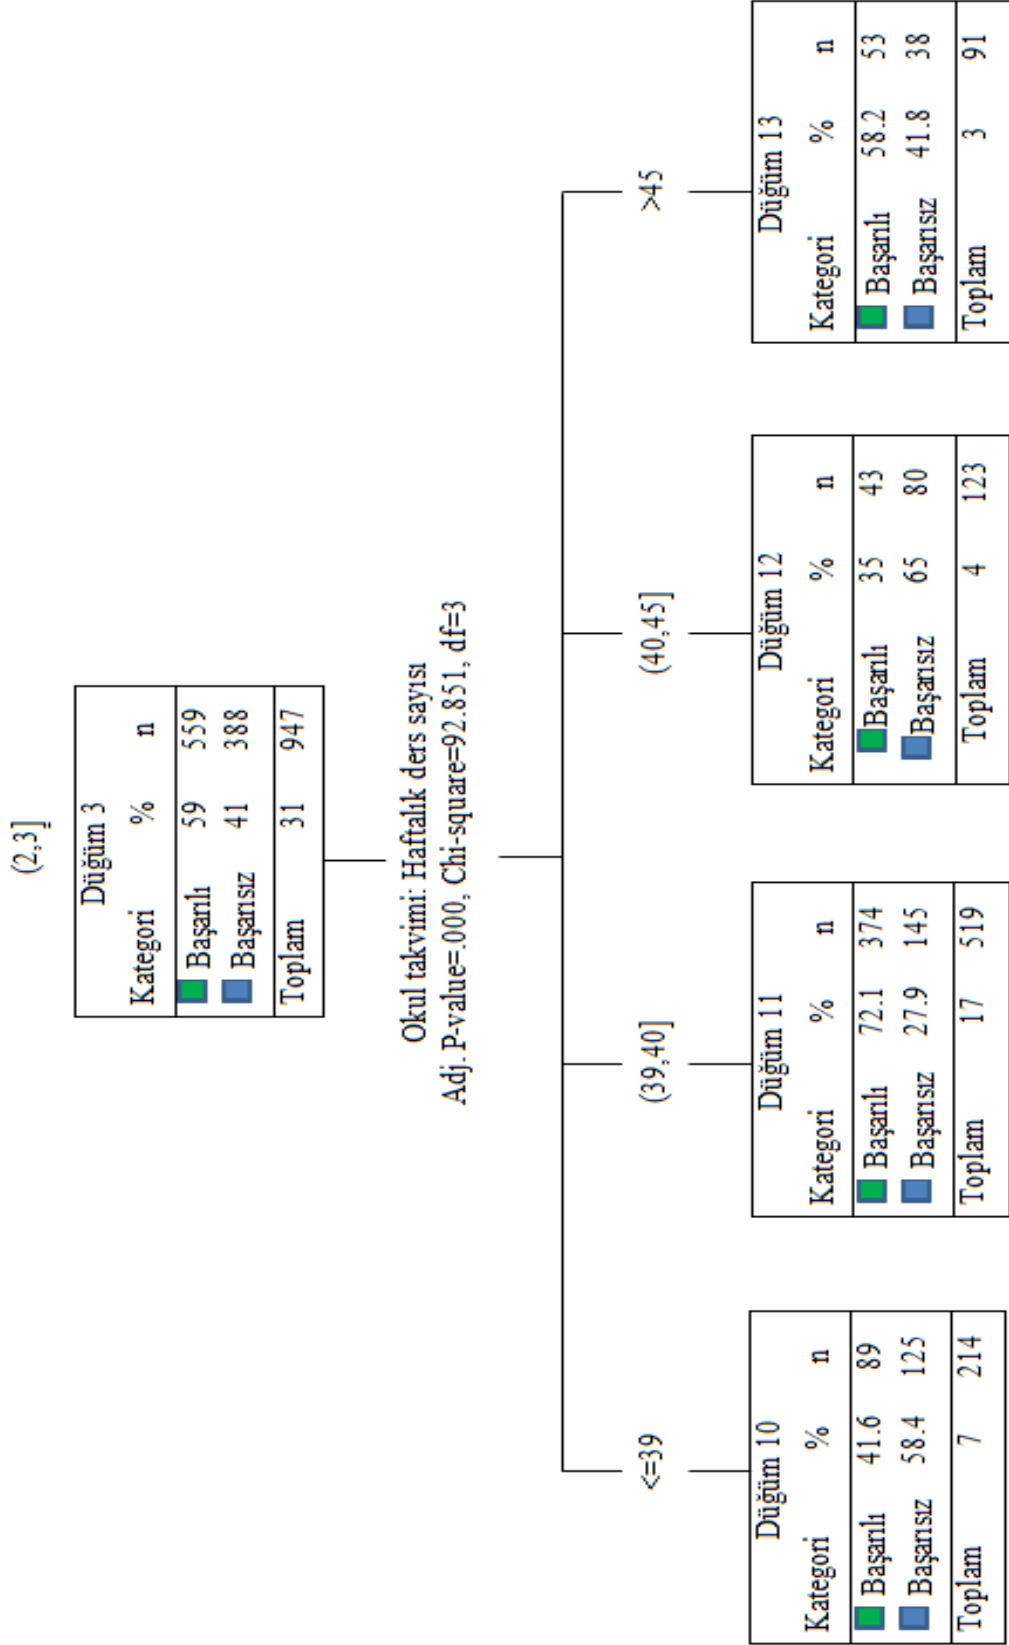 (2,3]
Düğüm 3
Kategori % n
Başarılı 59 559
Başarısız 41 388
Toplam 31 947
Okul takvimi: Haftalık ders sayısı
Adj. P-value=.000, Chi-square=92.851, df=3
<=39
(39,40]
(40,45]
>45
Düğüm 10
Kategori % n
Başarılı 41.6 89
Başarısız 58.4 125
Toplam 7 214
Düğüm 11
Kategori % n
Başarılı 72.1 374
Başarısız 27.9 145
Toplam 17 519
Düğüm 12
Kategori % n
Başarılı 35 43
Başarısız 65 80
Toplam 4 123
Düğüm 13
Kategori % n
Başarılı 58.2 53
Başarısız 41.8 38
Toplam 3 91